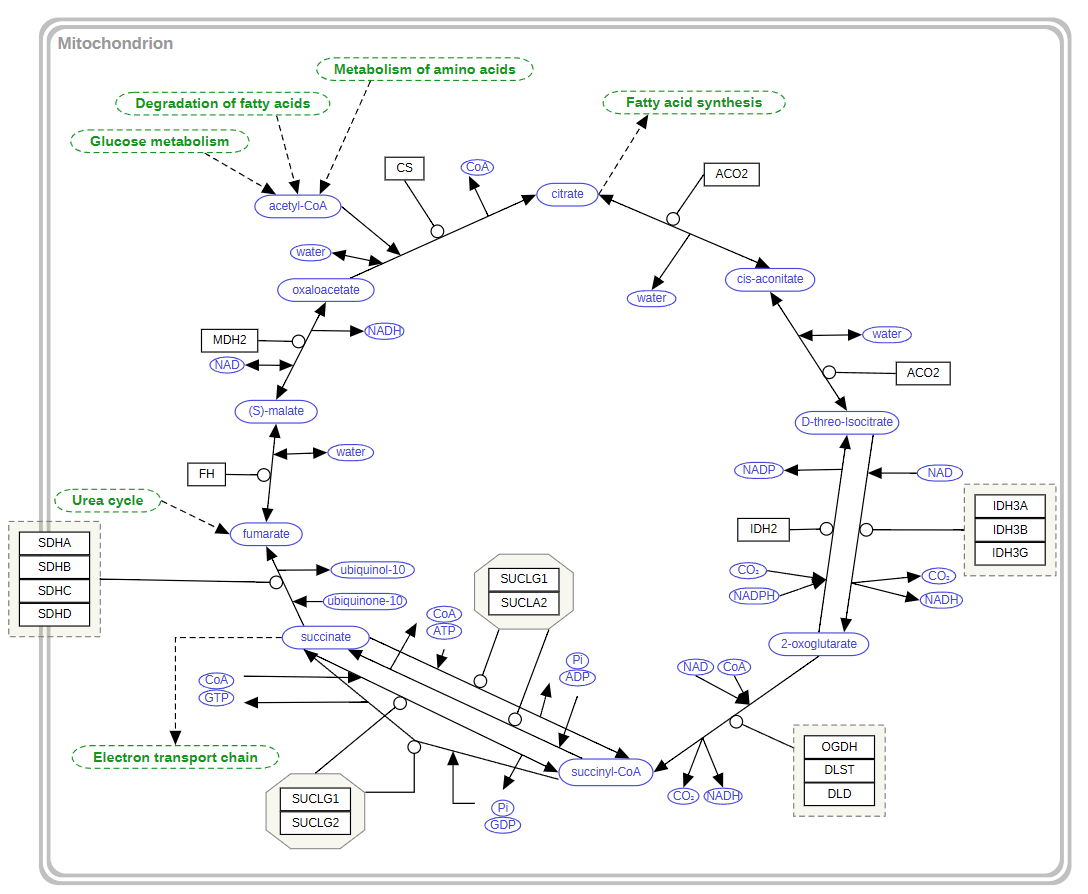 Mitochondrion
Metabolism of amino acids
Degradation of fatty acids
Fatty acid synthesis
Glucose metabolism
CS
CoA
ACO2
citrate
acetyl-CoA
water
oxaloacetate
cis-aconitate
water
MDH2
NADH
NAD
water
ACO2
(S)-malate
D-threo-Isocitrate
water
FH
NADP
NAD
Urea cycle
fumarate
IDH2
IDH3A
IDH3B
IDH3G
SDHA
SDHB
SDHC
SDHD
ubiquinol-10
ubiquinone-10
SUCLG1
SUCLA2
CO₂
NADPH
CO₂
NADH
CoA
ATP
succinate
2-oxoglutarate
Pi
ADP
NAD
CoA
CoA
GTP
Electron transport chain
succinyl-CoA
OGDH
DLST
DLD
CO₂
NADH
SUCLG1
SUCLG2
Pi
GDP